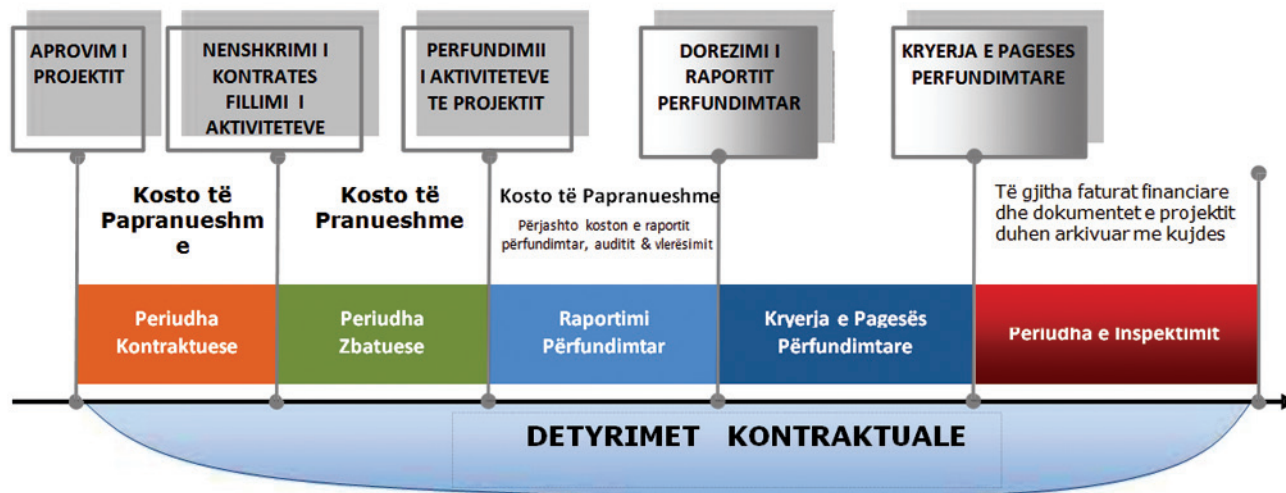 APROVIM I
PROJEKTIT
NENSHKRIMI I
KONTRATES
FILLIMI I
AKTIVITETEVE
PERFUNDIMII
I AKTIVITETEVE
TE PROJEKTIT
DOREZIMI I
RAPORTIT
PERFUNDIMTAR
KRYERJA E PAGESES
PERFUNDIMTARE
Kosto të
Papranueshm
e
Kosto të
Pranueshme
Kosto të Papranueshme
Përjashto koston e raportit
përfundimtar, auditit & vlerësimit
Të gjitha faturat financiare
dhe dokumentet e projektit
duhen arkivuar me kujdes
Periudha
Kontraktuese
Periudha
Zbatuese
Raportimi
Përfundimtar
Kryerja e Pagesës
Përfundimtare
Periudha e Inspektimit
DETYRIMET KONTRAKTUALE